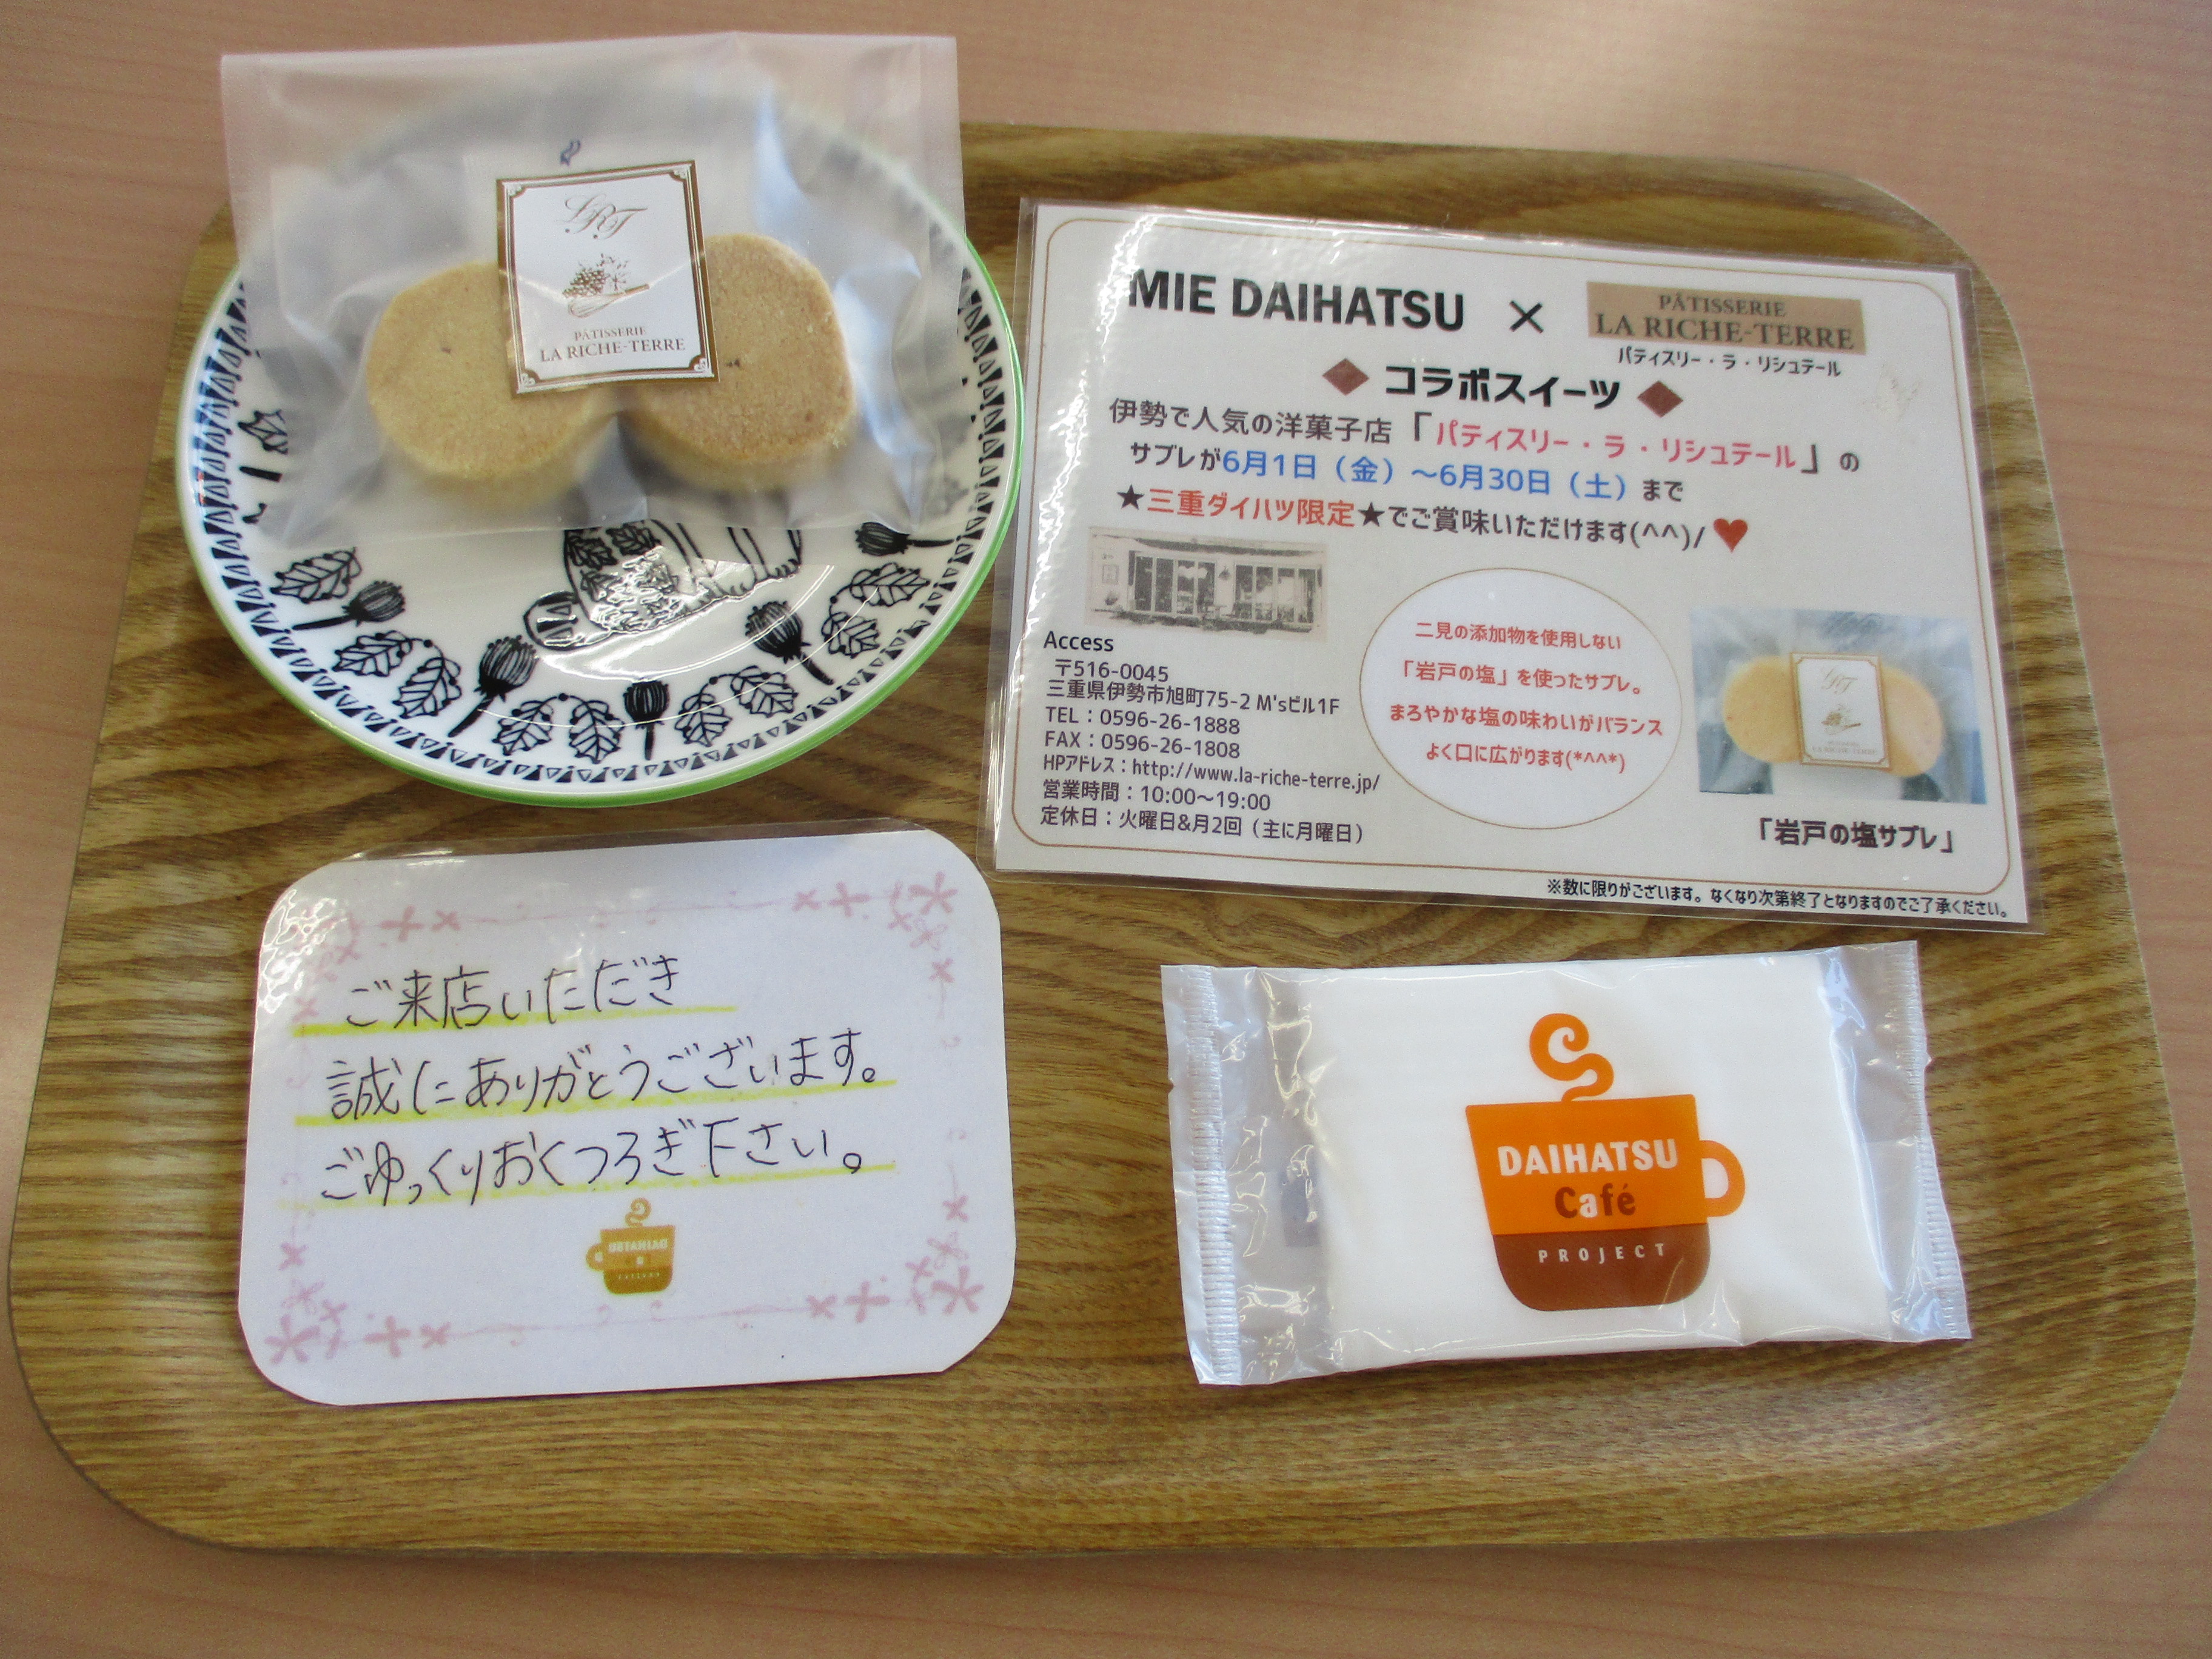 LRT
PÂTISSERIE
LA RICHE-TERRE
MIE DAIHATSU × PÂTISSERIE
LA RICHE-TERRE
パティスリー・ラ・リシュテール
◆ コラボスイーツ ◆
伊勢で人気の洋菓子店「パティスリー・ラ・リシュテール」の
サブレが6月1日（金）～6月30日（土）まで
★三重ダイハツ限定★でご賞味いただけます(^^)/♥
Access
〒516-0045
三重県伊勢市旭町75-2 M'sビル1F
TEL：0596-26-1888
FAX：0596-26-1808
HPアドレス：http://www.la-riche-terre.jp/
営業時間：10:00～19:00
定休日：火曜日&月2回（主に月曜日）
二見の添加物を使用しない
「岩戸の塩」を使ったサブレ。
まろやかな塩の味わいがバランス
よく口に広がります(*^^*)
LRT
LA RICHE-TERRE
「岩戸の塩サブレ」
※数に限りがございます。なくなり次第終了となりますのでご了承ください。
ご来店いただき
誠にありがとうございます。
ごゆっくりおくつろぎ下さい。
DAIHATSU
DAIHATSU
Café
PROJECT